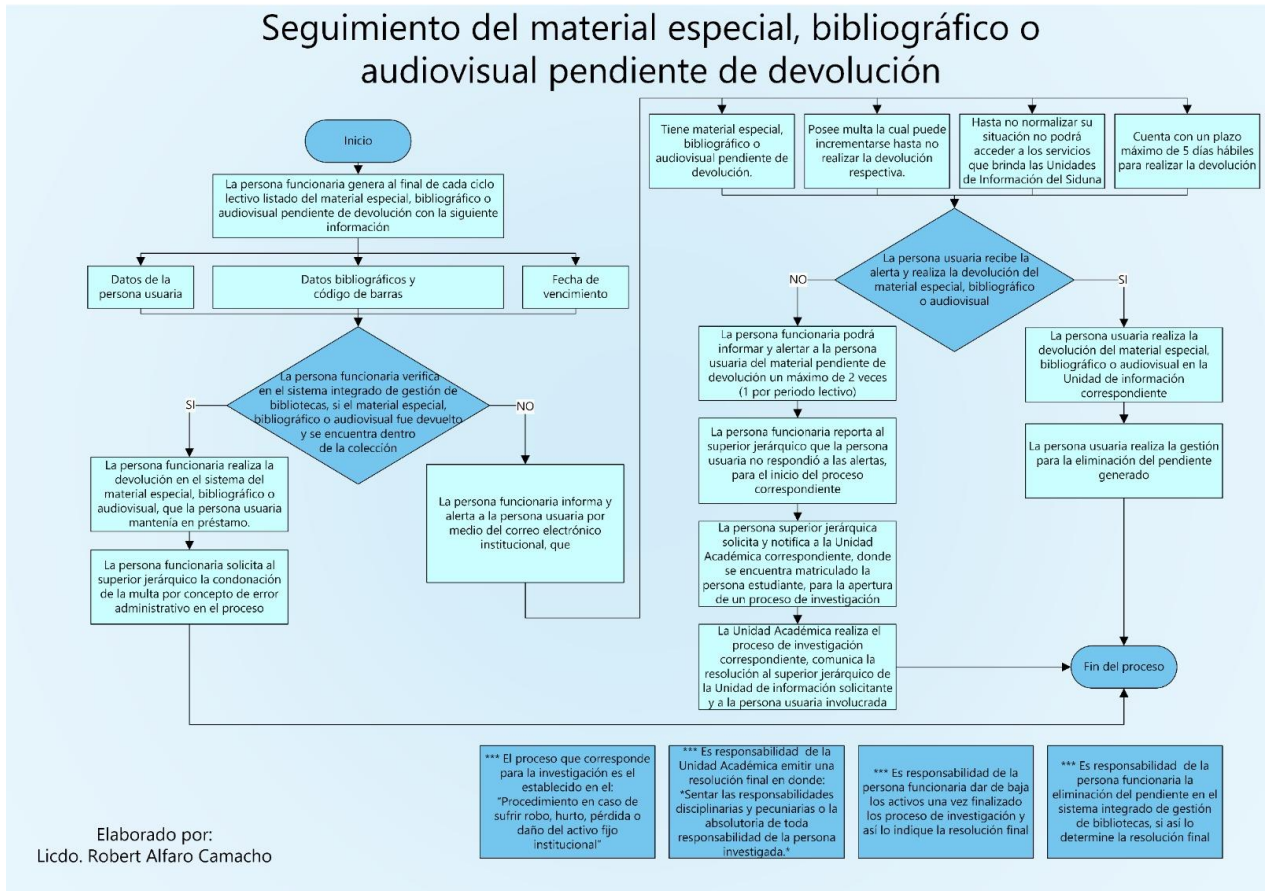 Seguimiento del material especial, bibliográfico o
audiovisual pendiente de devolución
Inicio
La persona funcionaria genera al final de cada ciclo
lectivo listado del material especial, bibliográfico o
audiovisual pendiente de devolución con la siguiente
información
Datos de la
persona usuaria
Datos bibliográficos y
código de barras
Fecha de
vencimiento
La persona funcionaria verifica
en el sistema integrado de gestión de
bibliotecas, si el material especial,
bibliográfico o audiovisual fue devuelto
y se encuentra dentro
de la colección
SI
NO
La persona funcionaria realiza la
devolución en el sistema del
material especial, bibliográfico o
audiovisual, que la persona usuaria
mantenía en préstamo.
La persona funcionaria solicita al
superior jerárquico la condonación
de la multa por concepto de error
administrativo en el proceso
La persona funcionaria informa y
alerta a la persona usuaria por
medio del correo electrónico
institucional, que
Tiene material especial,
bibliográfico o
audiovisual pendiente de
devolución.
Posee multa la cual puede
incrementarse hasta no
realizar la devolución
respectiva.
Hasta no normalizar su
situación no podrá
acceder a los servicios
que brinda las Unidades
de Información del Siduna
Cuenta con un plazo
máximo de 5 días hábiles
para realizar la devolución
La persona usuaria recibe la
alerta y realiza la devolución del
material especial, bibliográfico
o audiovisual
NO
SI
La persona funcionaria podrá
informar y alertar a la persona
usuaria del material pendiente de
devolución un máximo de 2 veces
(1 por periodo lectivo)
La persona funcionaria reporta al
superior jerárquico que la persona
usuaria no respondió a las alertas,
para el inicio del proceso
correspondiente
La persona superior jerárquica
solicita y notifica a la Unidad
Académica correspondiente, donde
se encuentra matriculado la
persona estudiante, para la apertura
de un proceso de investigación
La Unidad Académica realiza el
proceso de investigación
correspondiente, comunica la
resolución al superior jerárquico de
la Unidad de información solicitante
y a la persona usuaria involucrada
La persona usuaria realiza la
devolución del material especial,
bibliográfico o audiovisual en la
Unidad de información
correspondiente
La persona usuaria realiza la gestión
para la eliminación del pendiente
generado
Fin del proceso
*** El proceso que corresponde
para la investigación es el
establecido en el:
"Procedimiento en caso de
sufrir robo, hurto, pérdida o
daño del activo fijo
institucional"
*** Es responsabilidad de la
Unidad Académica emitir una
resolución final en donde:
*Sentar las responsabilidades
disciplinarias y pecuniarias o la
absolutoria de toda
responsabilidad de la persona
investigada.*
*** Es responsabilidad de la
persona funcionaria dar de baja
los activos una vez finalizado
los proceso de investigación y
así lo indique la resolución final
*** Es responsabilidad de la
persona funcionaria la
eliminación del pendiente en el
sistema integrado de gestión
de bibliotecas, si así lo
determine la resolución final
Elaborado por:
Licdo. Robert Alfaro Camacho